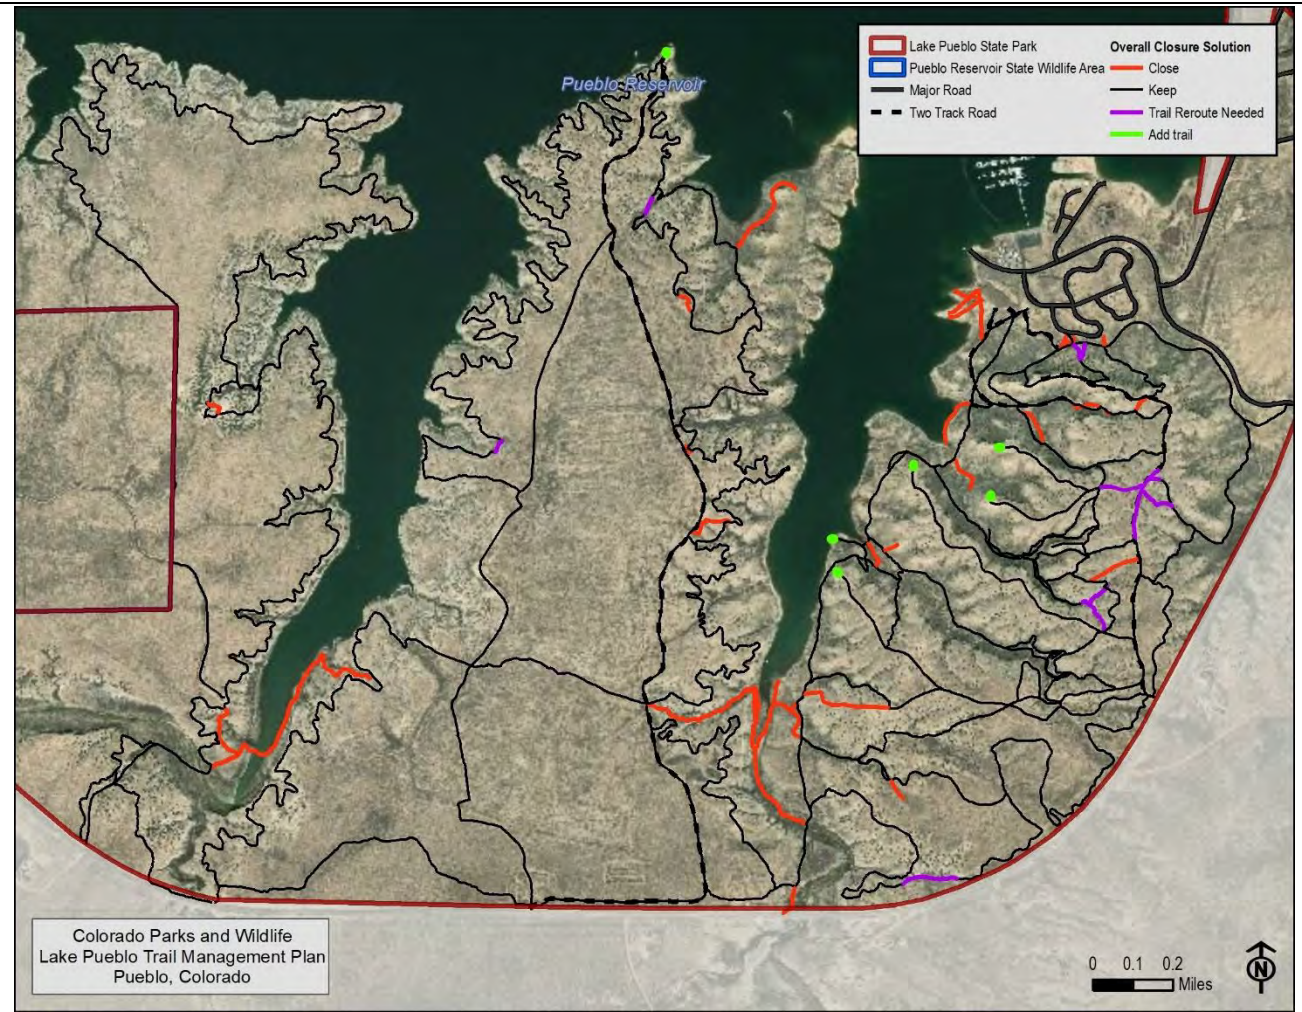 Pueblo Reservoir
Lake Pueblo State Park
Pueblo Reservoir State Wildlife Area
Major Road
Two Track Road
Overall Closure Solution
Close
Keep
Trail Reroute Needed
Add trail
Colorado Parks and Wildlife
Lake Pueblo Trail Management Plan
Pueblo, Colorado
0 0.1 0.2
Miles
N